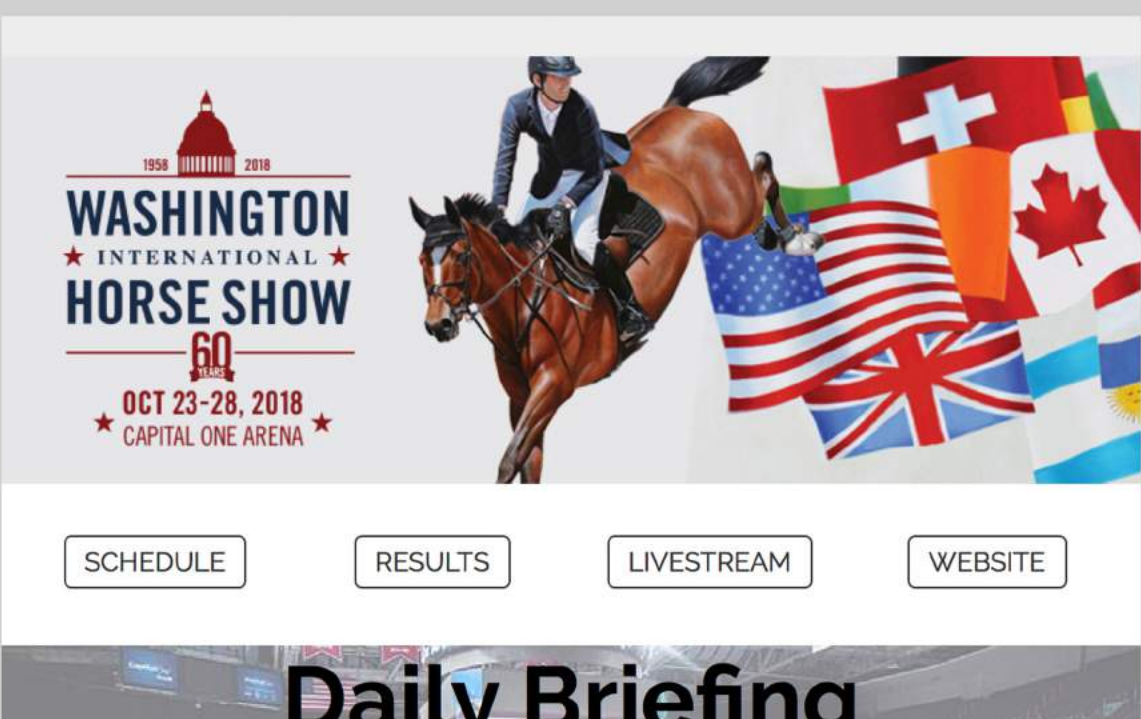 1958 2018
WASHINGTON
INTERNATIONAL
HORSE SHOW
60
YEARS
OCT 23-28, 2018
CAPITAL ONE ARENA
SCHEDULE RESULTS LIVESTREAM WEBSITE
Daily Briefing